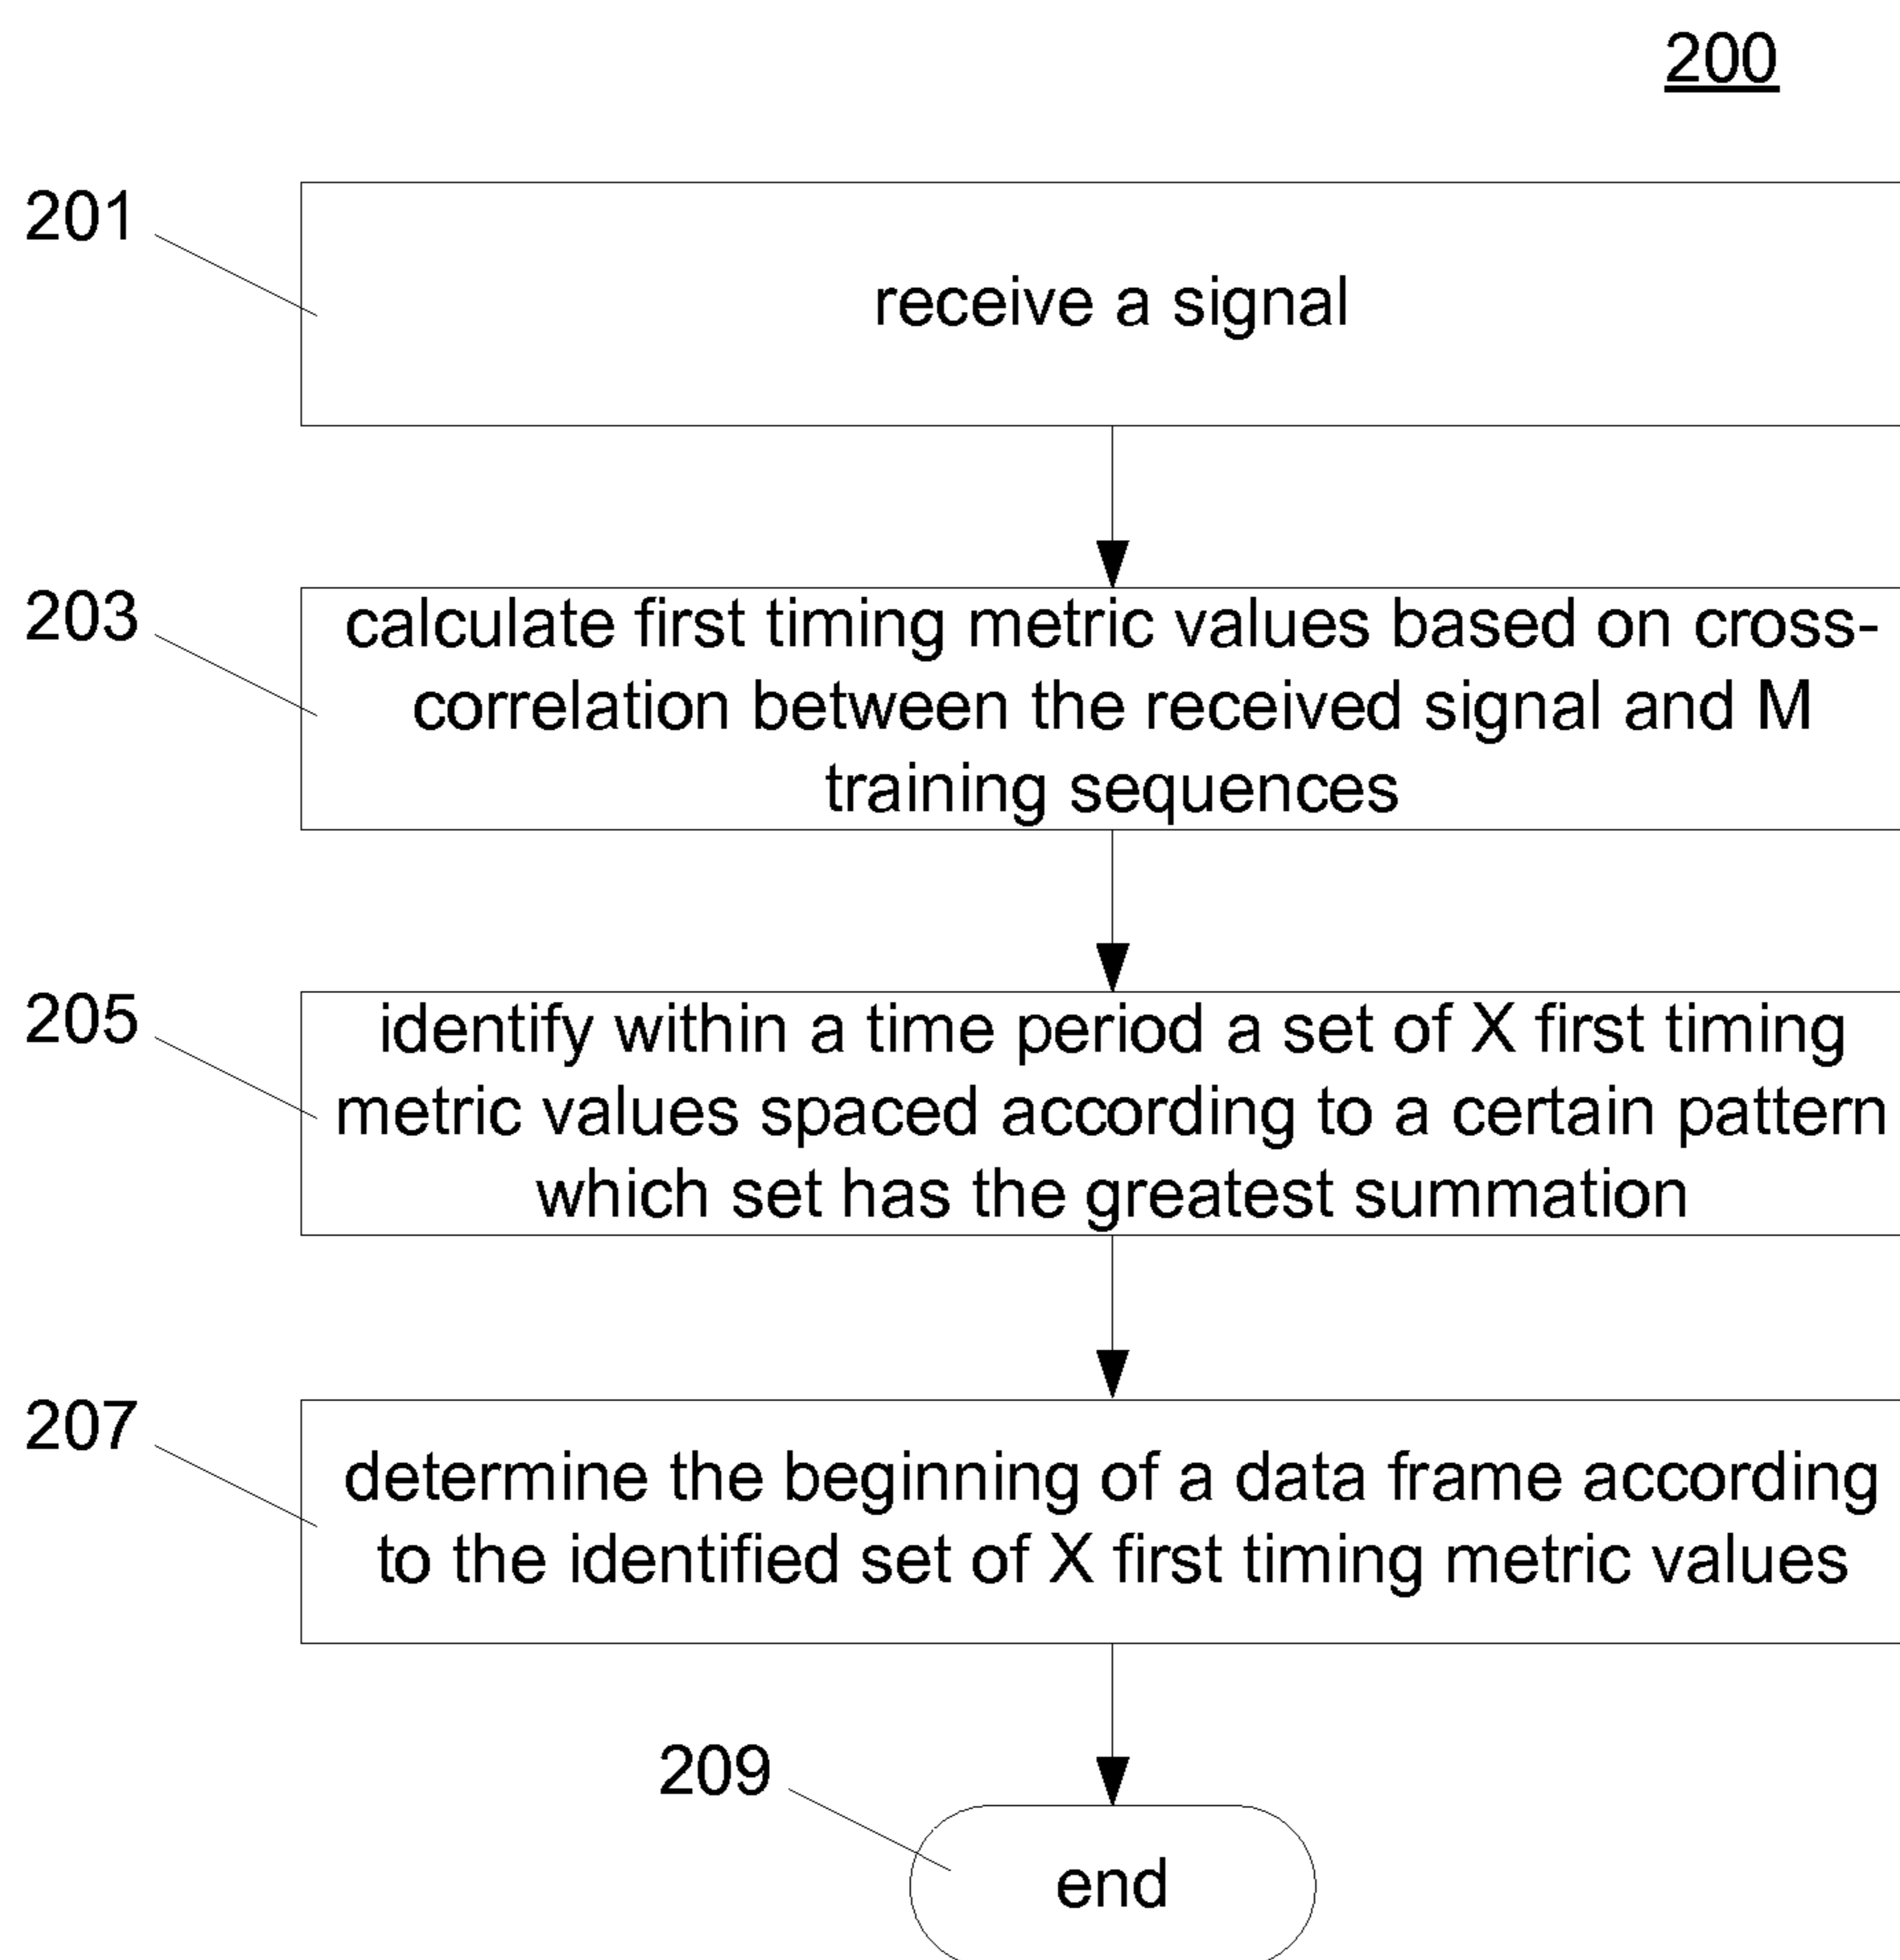 200
201
receive a signal
203
calculate first timing metric values based on cross-
correlation between the received signal and M
training sequences
205
identify within a time period a set of X first timing
metric values spaced according to a certain pattern
which set has the greatest summation
207
determine the beginning of a data frame according
to the identified set of X first timing metric values
209
end